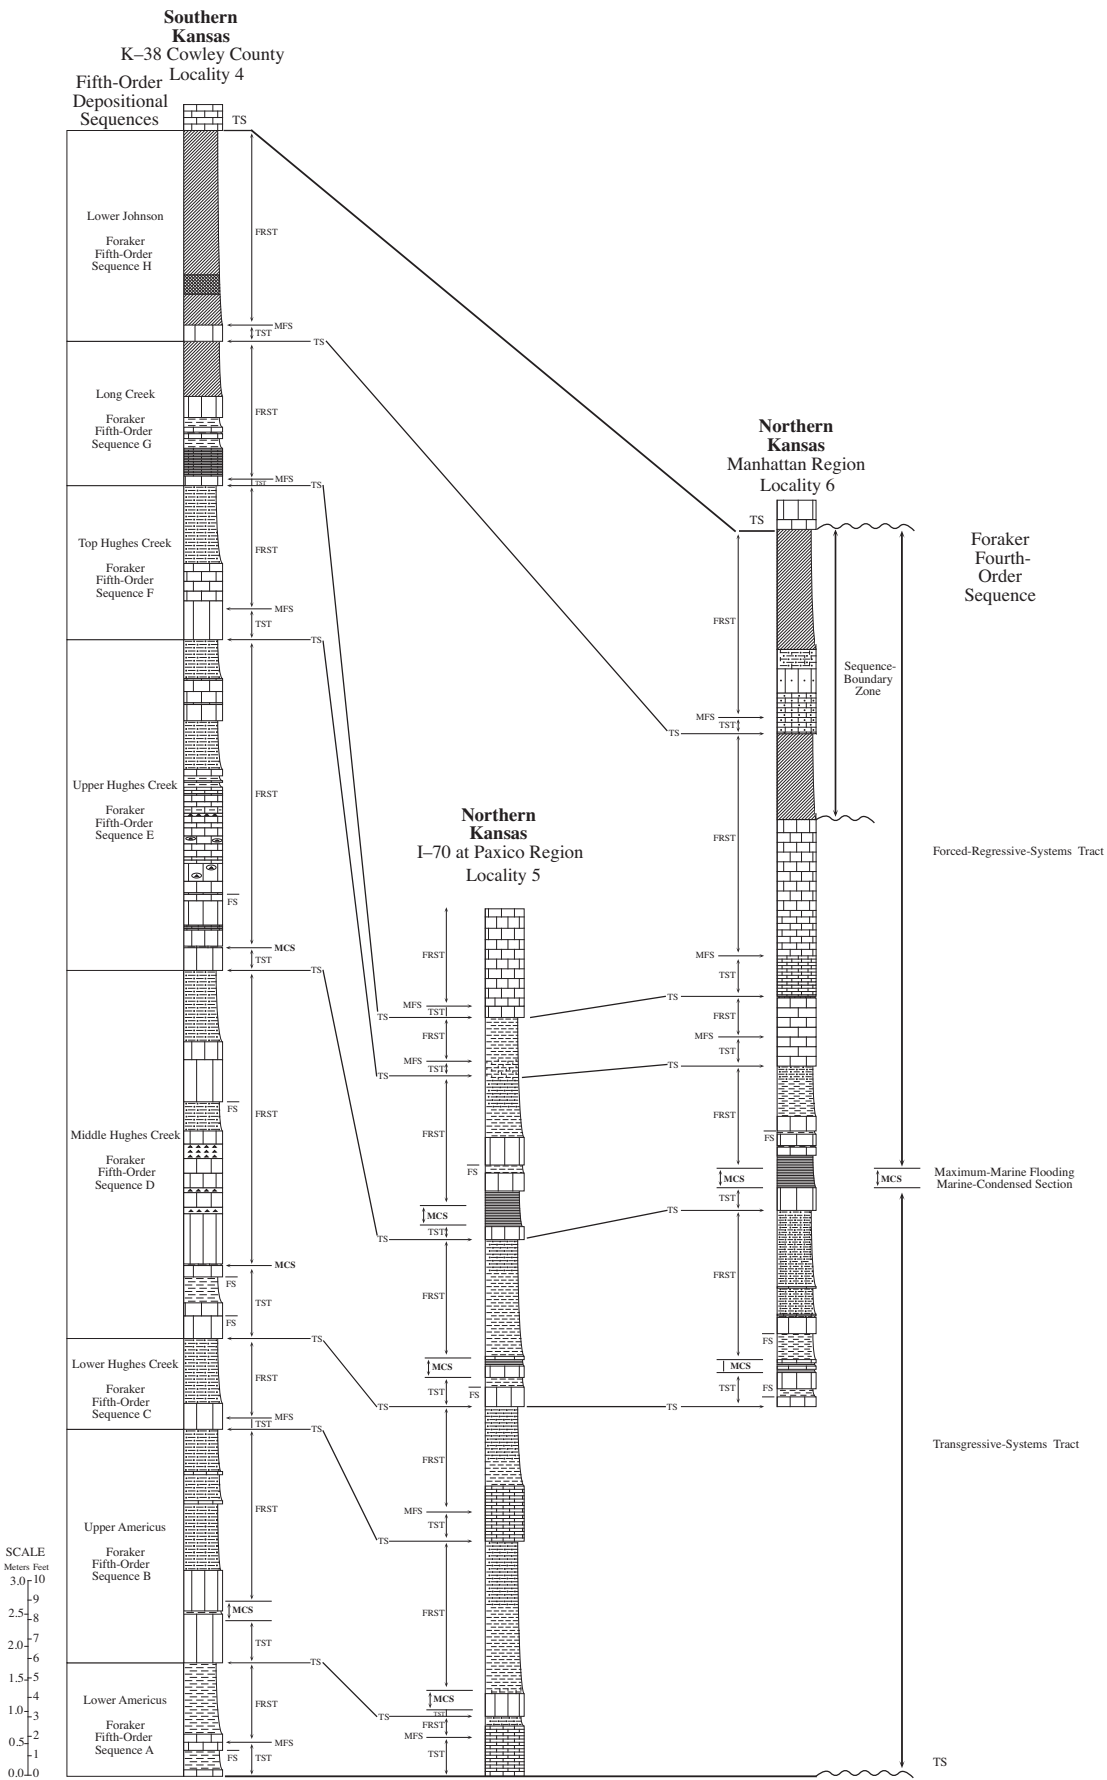 Southern
Kansas
K–38 Cowley County
Locality 4
Fifth-Order
Depositional
Sequences
TS
Lower Johnson
Foraker
Fifth-Order
Sequence H
FRST
MFS
TST
TS
Long Creek
Foraker
Fifth-Order
Sequence G
FRST
MFS
TST
TS
Top Hughes Creek
Foraker
Fifth-Order
Sequence F
FRST
MFS
TST
TS
Upper Hughes Creek
Foraker
Fifth-Order
Sequence E
FRST
FS
MCS
TST
TS
Middle Hughes Creek
Foraker
Fifth-Order
Sequence D
FS
FRST
MCS
FS
TST
FS
TS
Lower Hughes Creek
Foraker
Fifth-Order
Sequence C
FRST
MFS
TST
TS
Upper Americus
Foraker
Fifth-Order
Sequence B
FRST
MCS
TST
TS
Lower Americus
Foraker
Fifth-Order
Sequence A
FRST
MFS
FS
TST
SCALE
Meters Feet
3.0 10
9
2.5 8
7
2.0 6
1.5 5
4
1.0 3
2
0.5 1
0.0 0
Northern
Kansas
I–70 at Paxico Region
Locality 5
FRST
MFS
TST
TS
FRST
MFS
TST
TS
FRST
FS
MCS
TST
TS
FRST
MCS
TST
FS
TS
FRST
MFS
TST
TS
FRST
MCS
TST
TS
FRST
MFS
TST
Northern
Kansas
Manhattan Region
Locality 6
TS
FRST
MFS
TST
TS
FRST
MFS
TST
TS
FRST
MFS
TST
TS
FRST
FS
MCS
TST
TS
FRST
FS
MCS
TST
FS
TS
Sequence-
Boundary
Zone
Foraker
Fourth-
Order
Sequence
Forced-Regressive-Systems Tract
MCS
Maximum-Marine Flooding
Marine-Condensed Section
Transgressive-Systems Tract
TS